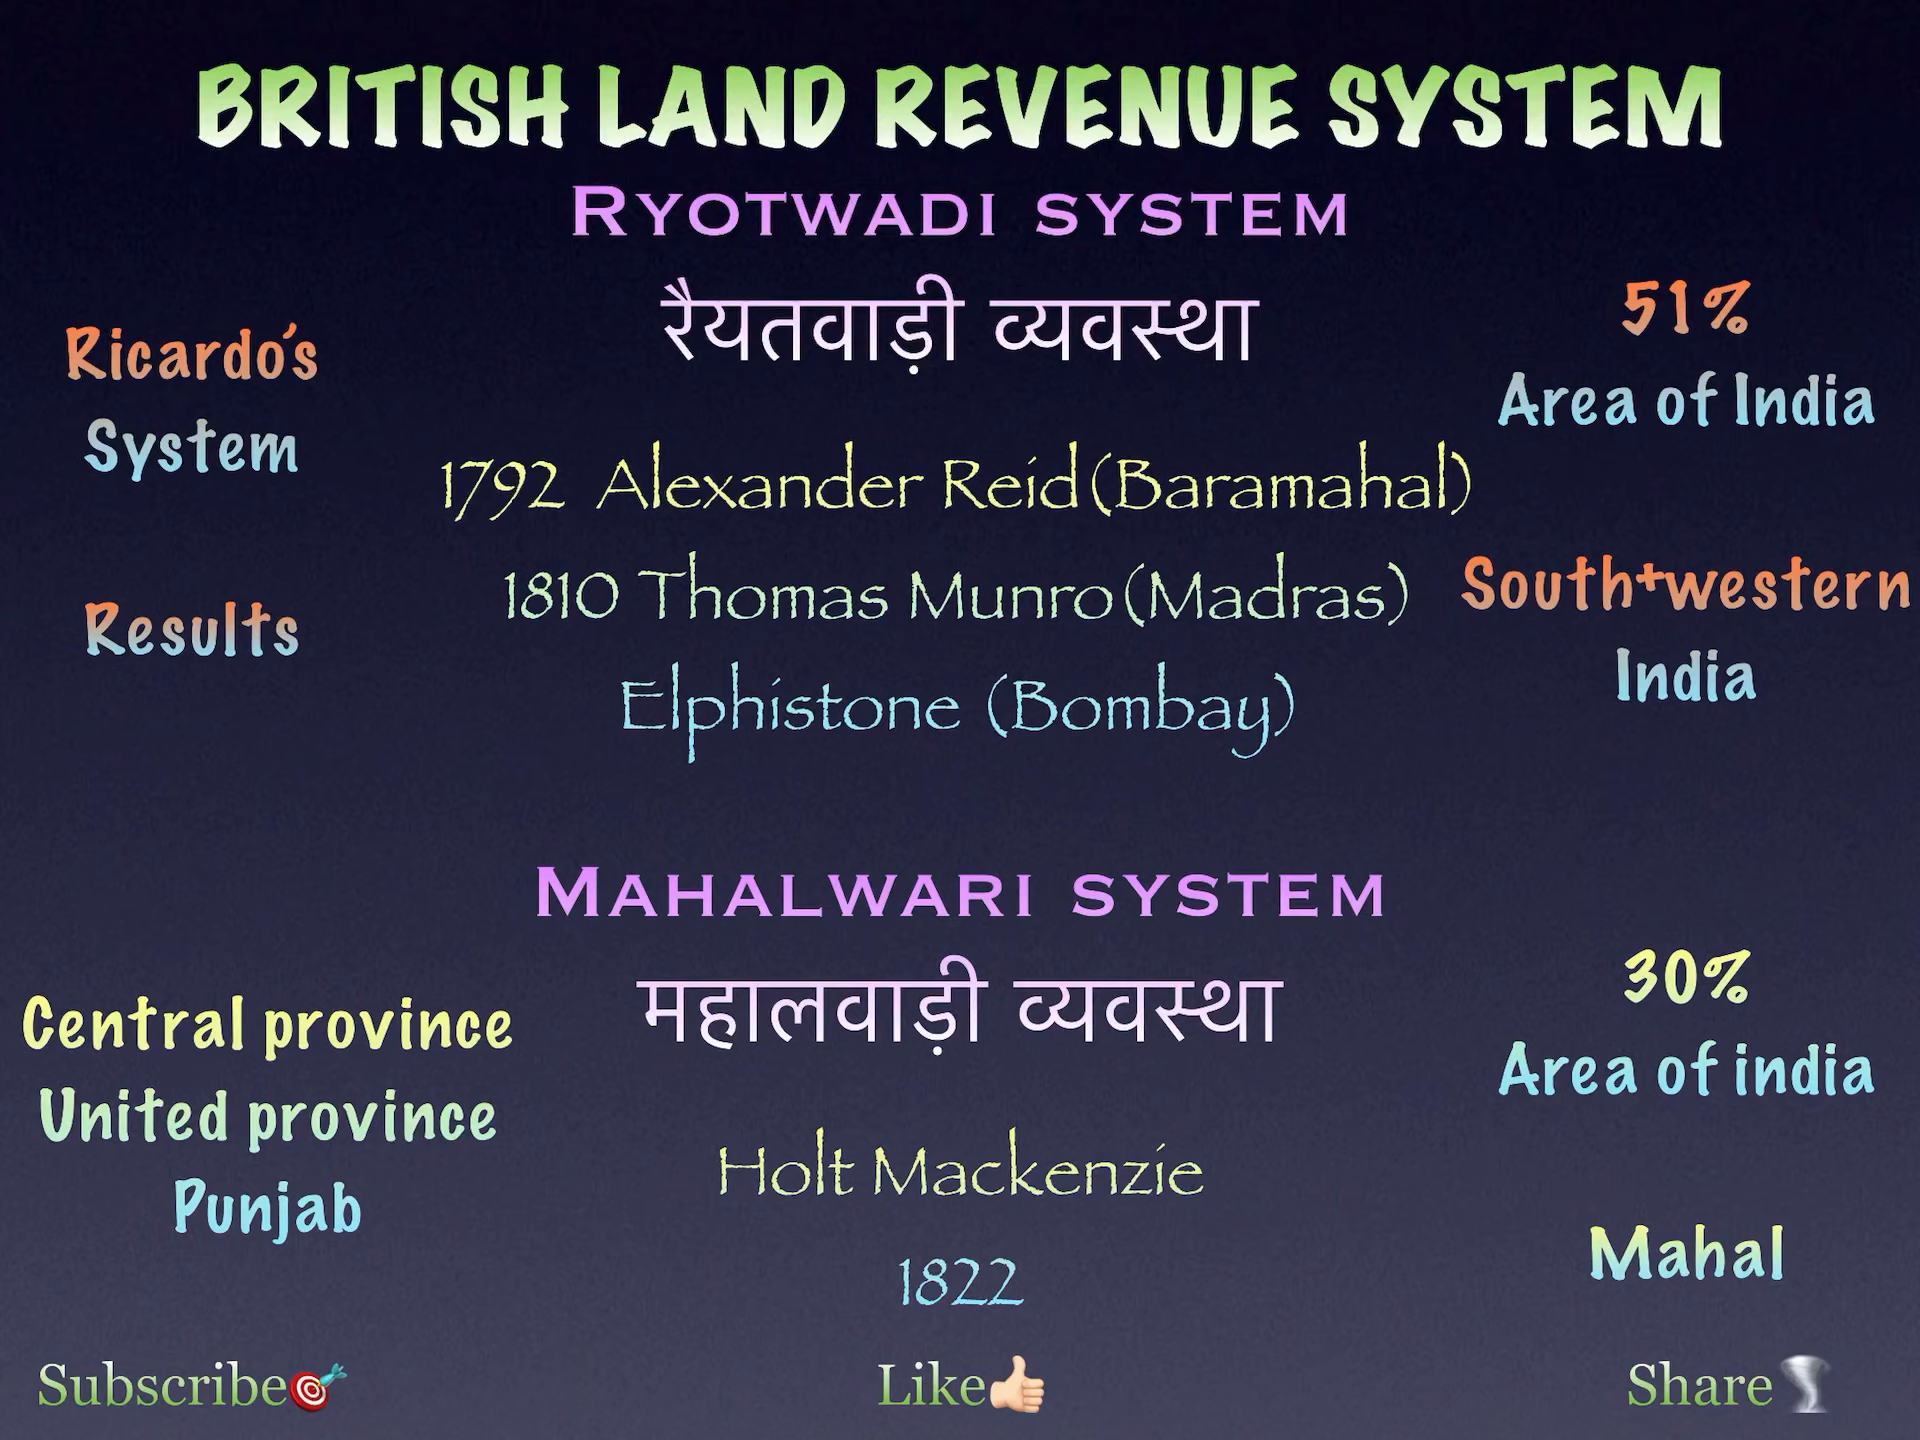 BRITISH LAND REVENUE SYSTEM
RYOTWADI SYSTEM
रैयतवाड़ी व्यवस्था
Ricardo's
System
Results
1792 Alexander Reid(Baramahal)
1810 Thomas Munro(Madras)
Elphistone (Bombay)
51%
Area of India
South+western
India
MAHALWARI SYSTEM
महालवाड़ी व्यवस्था
Central province
United province
Punjab
Holt Mackenzie
1822
30%
Area of india
Mahal
Subscribe
Like
Share